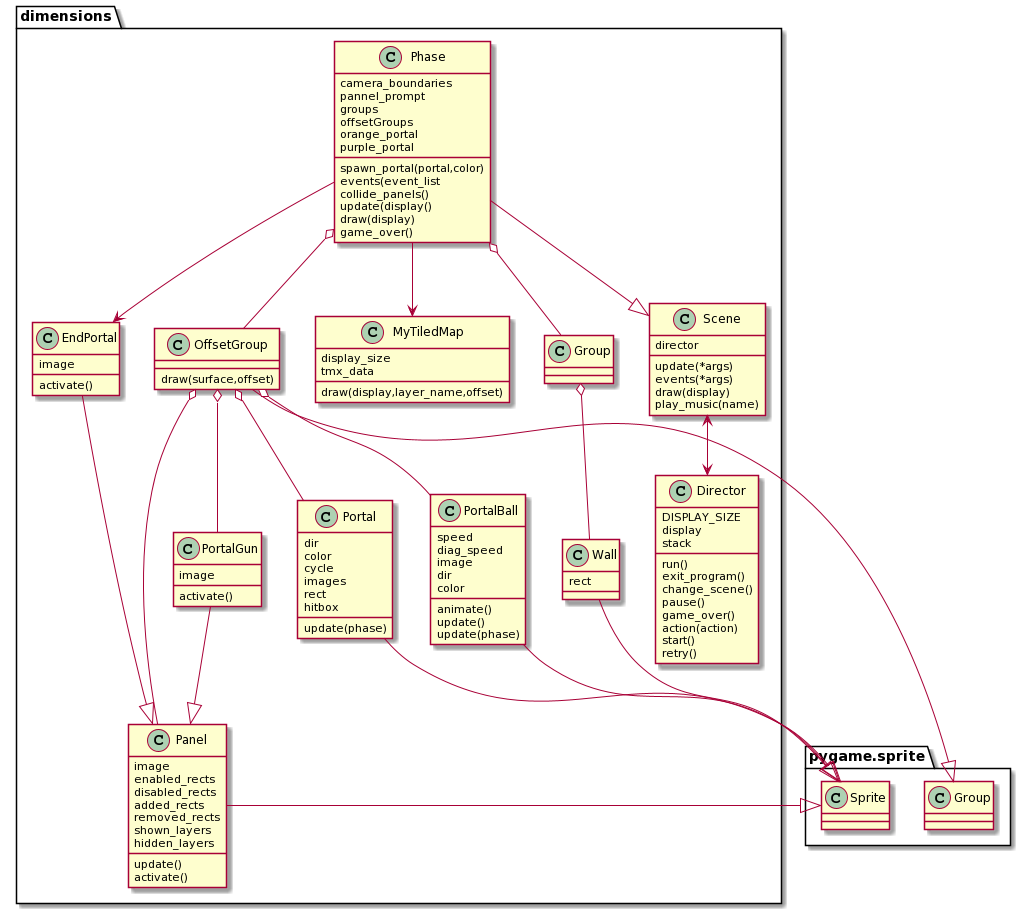 dimensions
C Phase
camera_boundaries
pannel_prompt
groups
offsetGroups
orange_portal
purple_portal
spawn_portal(portal,color)
events(event_list
collide_panels()
update(display()
draw(display)
game_over()
C EndPortal
image
activate()
C OffsetGroup
draw(surface,offset)
C MyTiledMap
display_size
tmx_data
draw(display,layer_name,offset)
C Group
C Scene
director
update(*args)
events(*args)
draw(display)
play_music(name)
C PortalGun
image
activate()
C Portal
dir
color
cycle
images
rect
hitbox
update(phase)
C PortalBall
speed
diag_speed
image
dir
color
animate()
update()
update(phase)
C Wall
rect
C Director
DISPLAY_SIZE
display
stack
run()
exit_program()
change_scene()
pause()
game_over()
action(action)
start()
retry()
C Panel
image
enabled_rects
disabled_rects
added_rects
removed_rects
shown_layers
hidden_layers
update()
activate()
pygame.sprite
C Sprite
C Group